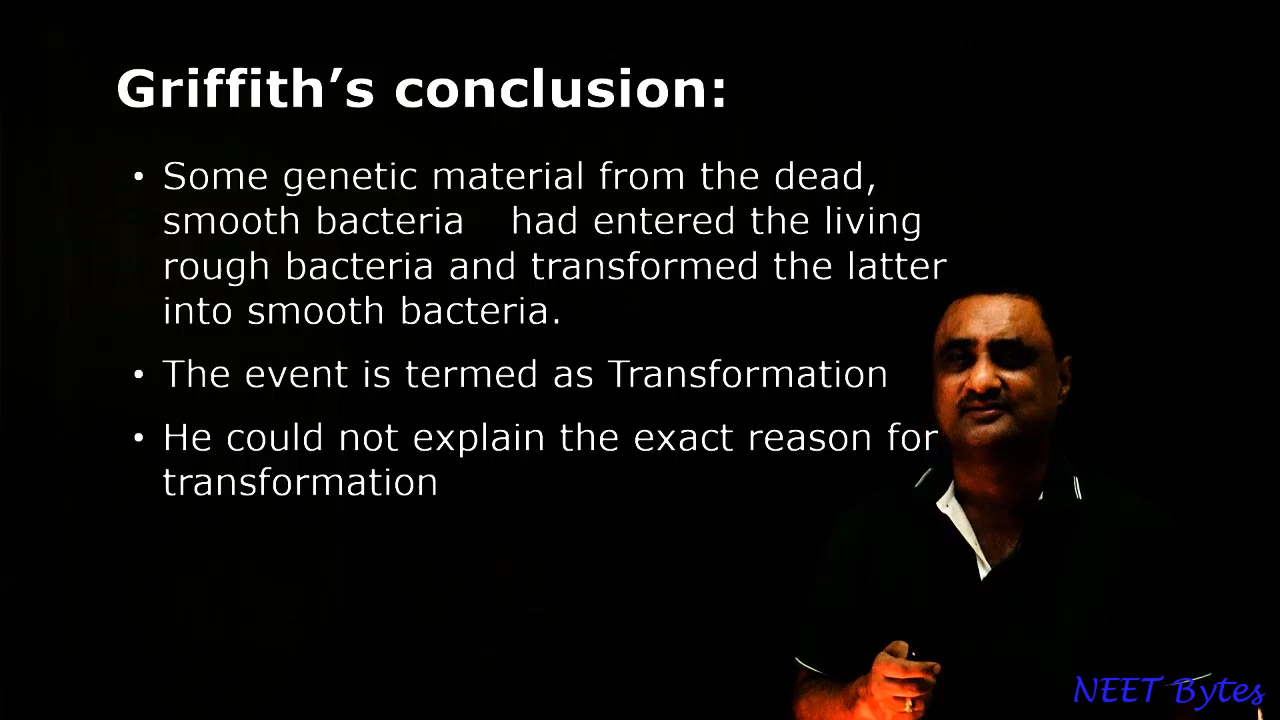 Griffith’s conclusion:
• Some genetic material from the dead,
smooth bacteria had entered the living
rough bacteria and transformed the latter
into smooth bacteria.
• The event is termed as Transformation
• He could not explain the exact reason for
transformation
NEET Bytes